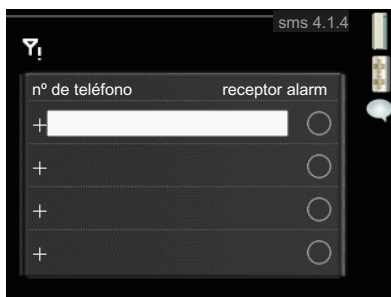 sms 4.1.4
nº de teléfono receptor alarm
+
+
+
+